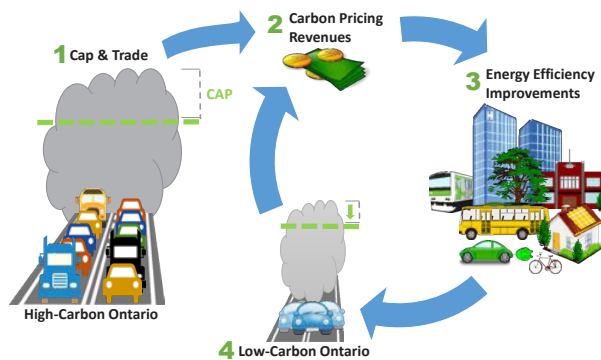 1 Cap & Trade
CAP
High-Carbon Ontario
2 Carbon Pricing
Revenues
3 Energy Efficiency
Improvements
H
4 Low-Carbon Ontario